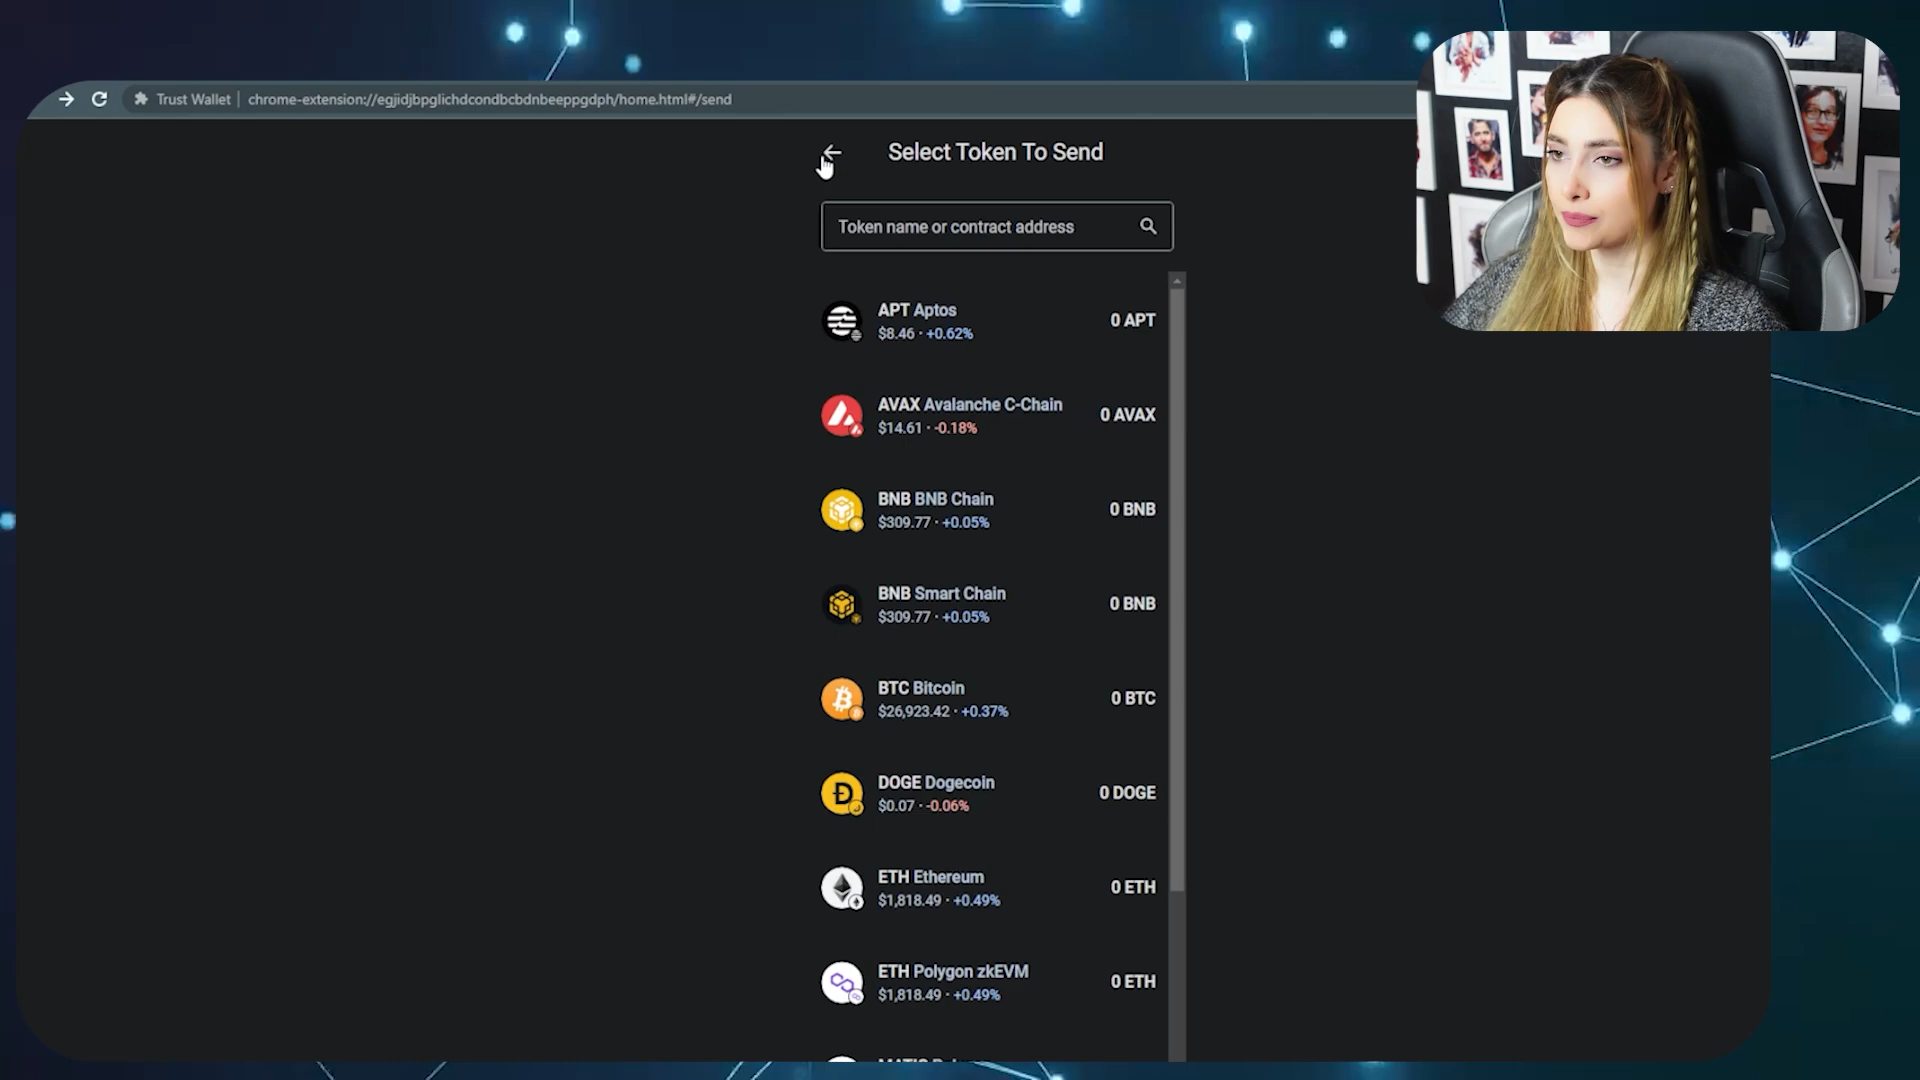 Trust Wallet | chrome-extension://egjidjbpglichdcondbcbdnbeeppgdph/home.html#/send
Select Token To Send
Token name or contract address
APT Aptos
$8.46 · +0.62%
0 APT
AVAX Avalanche C-Chain
$14.61 · -0.18%
0 AVAX
BNB BNB Chain
$309.77 · +0.05%
0 BNB
BNB Smart Chain
$309.77 · +0.05%
0 BNB
BTC Bitcoin
$26,923.42 · +0.37%
0 BTC
DOGE Dogecoin
$0.07 · -0.06%
0 DOGE
ETH Ethereum
$1,818.49 · +0.49%
0 ETH
ETH Polygon zkEVM
$1,818.49 · +0.49%
0 ETH